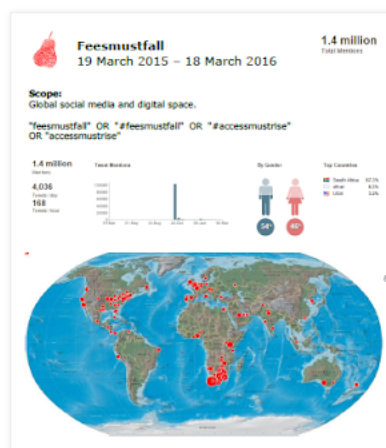 Feesmustfall
19 March 2015 – 18 March 2016
1.4 million
Total Mentions
Scope:
Global social media and digital space.
"feesmustfall" OR "#feesmustfall" OR "#accessmustrise"
OR "accessmustrise"
1.4 million
Mentions
4,036
Tweets / day
168
Tweets / hour
Tweet Mentions
By Gender
54%
46%
Top Countries
South Africa
other
USA